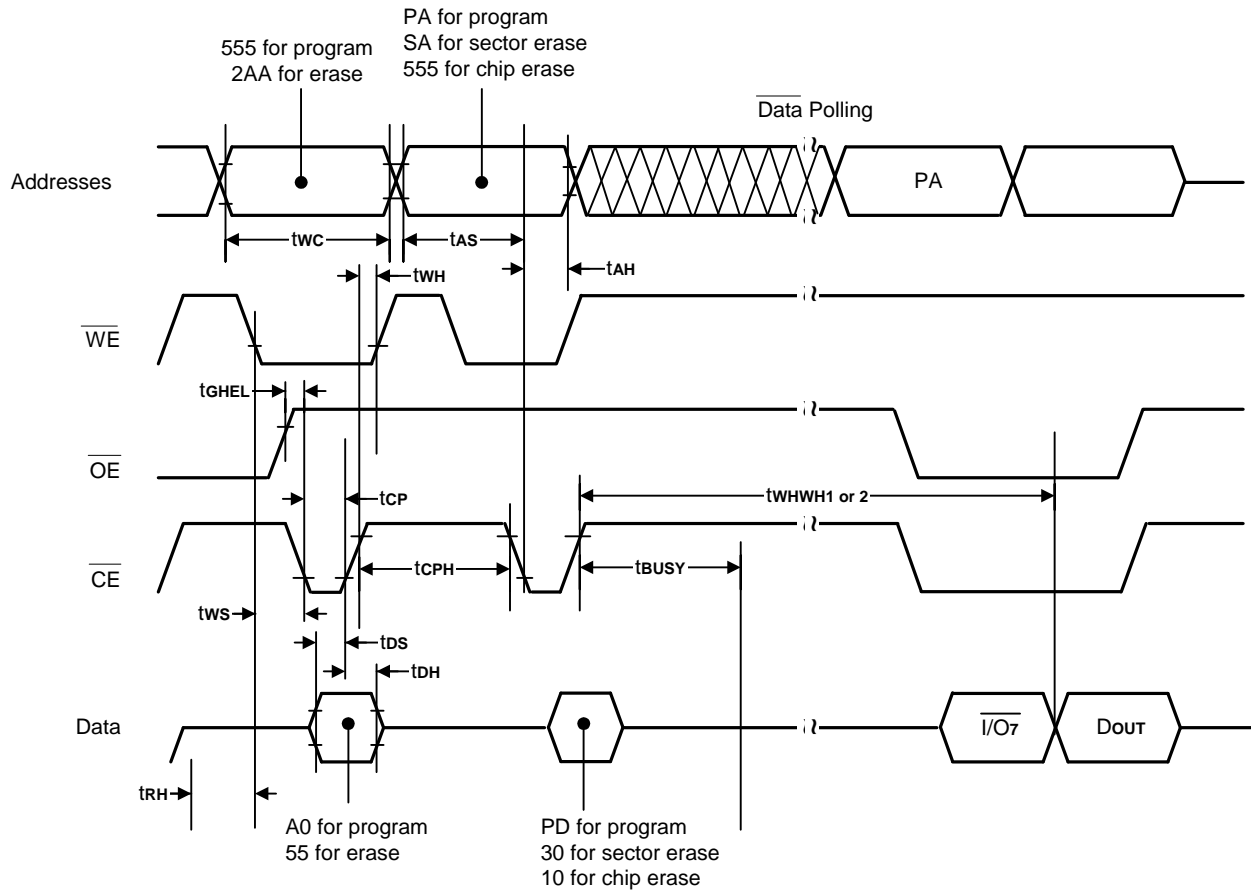 PA for program
SA for sector erase
555 for chip erase
555 for program
2AA for erase
Data Polling
Addresses
PA
tWC
tAS
tWH
tAH
WE
tGHEL
OE
tWHWH1 or 2
tCP
CE
tCPH
tBUSY
tWS
tDS
tDH
Data
I/O7
DOUT
tRH
A0 for program
55 for erase
PD for program
30 for sector erase
10 for chip erase